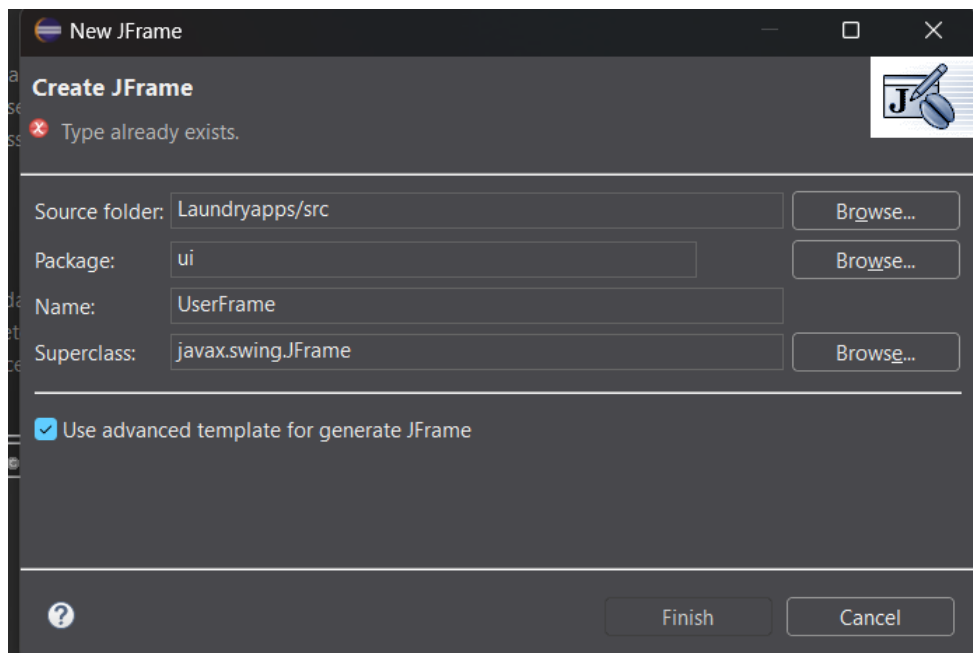 New JFrame
Create JFrame
Type already exists.
Source folder: Laundryapps/src Browse...
Package: ui Browse...
Name: UserFrame
Superclass: javax.swing.JFrame Browse...
Use advanced template for generate JFrame
Finish Cancel